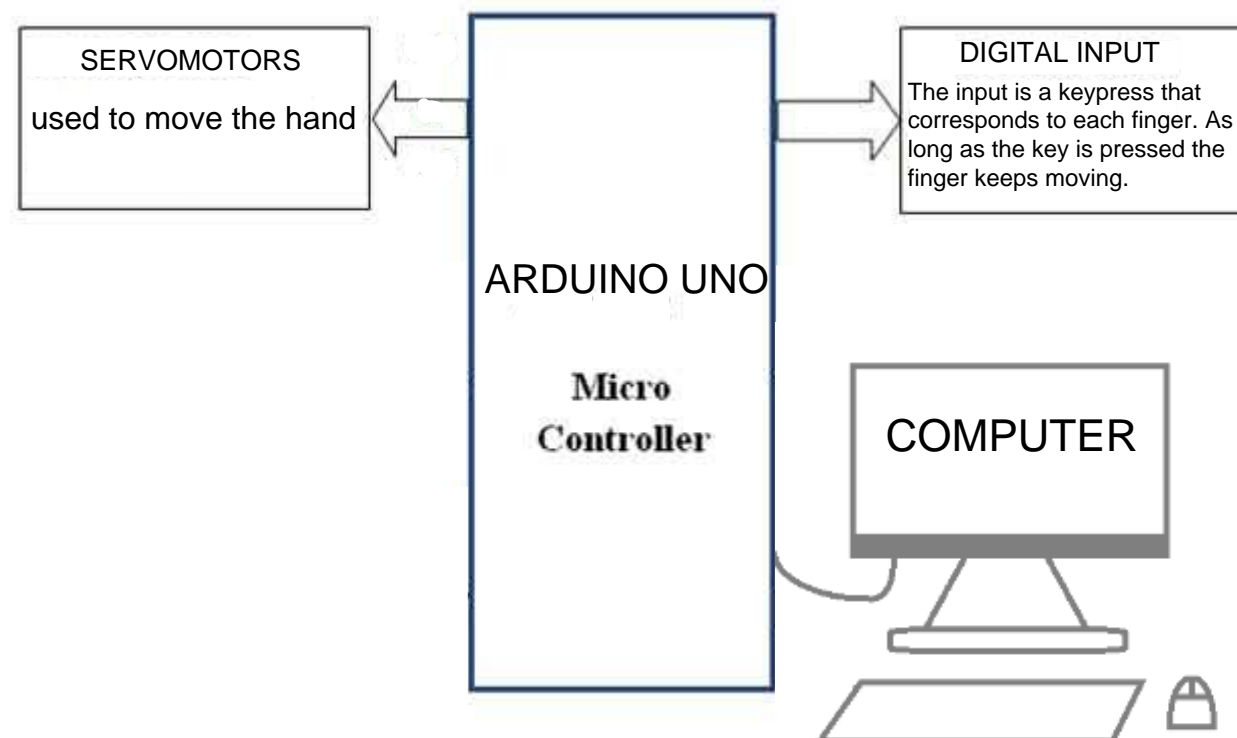 SERVOMOTORS
used to move the hand
DIGITAL INPUT
The input is a keypress that
corresponds to each finger. As
long as the key is pressed the
finger keeps moving.
ARDUINO UNO
Micro
Controller
COMPUTER